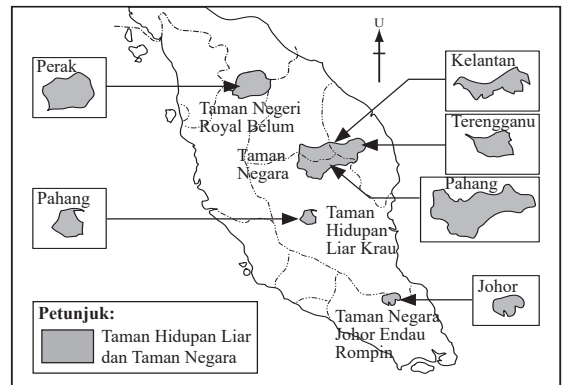 U
Perak
Kelantan
Taman Negeri
Royal Belum
Terengganu
Taman
Negara
Pahang
Pahang
Taman
Hidupan
Liar Krau
Johor
Taman Negara
Johor Endau
Rompin
Petunjuk:
Taman Hidupan Liar
dan Taman Negara